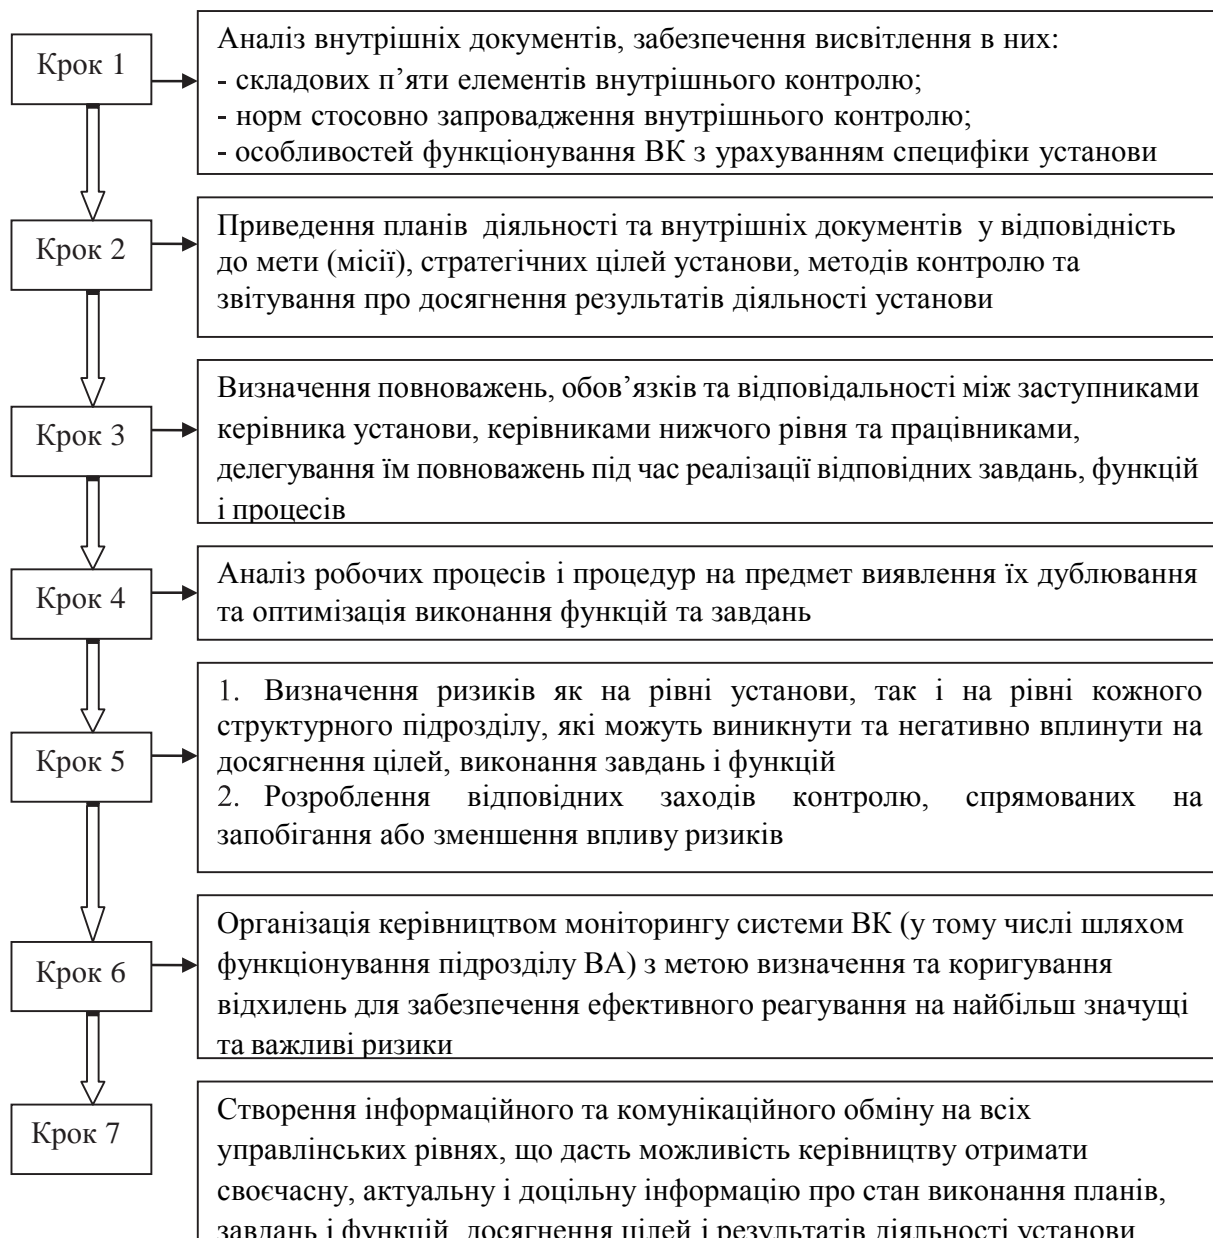 Крок 1
Аналіз внутрішніх документів, забезпечення висвітлення в них:
- складових п’яти елементів внутрішнього контролю;
- норм стосовно запровадження внутрішнього контролю;
- особливостей функціонування ВК з урахуванням специфіки установи
Крок 2
Приведення планів діяльності та внутрішніх документів у відповідність
до мети (місії), стратегічних цілей установи, методів контролю та
звітування про досягнення результатів діяльності установи
Крок 3
Визначення повноважень, обов’язків та відповідальності між заступниками
керівника установи, керівниками нижчого рівня та працівниками,
делегування їм повноважень під час реалізації відповідних завдань, функцій
і процесів
Крок 4
Аналіз робочих процесів і процедур на предмет виявлення їх дублювання
та оптимізація виконання функцій та завдань
Крок 5
1. Визначення ризиків як на рівні установи, так і на рівні кожного
структурного підрозділу, які можуть виникнути та негативно вплинути на
досягнення цілей, виконання завдань і функцій
2. Розроблення відповідних заходів контролю, спрямованих на
запобігання або зменшення впливу ризиків
Крок 6
Організація керівництвом моніторингу системи ВК (у тому числі шляхом
функціонування підрозділу ВА) з метою визначення та коригування
відхилень для забезпечення ефективного реагування на найбільш значущі
та важливі ризики
Крок 7
Створення інформаційного та комунікаційного обміну на всіх
управлінських рівнях, що дасть можливість керівництву отримати
своєчасну, актуальну і доцільну інформацію про стан виконання планів,
завдань і функцій, досягнення цілей і результатів діяльності установи